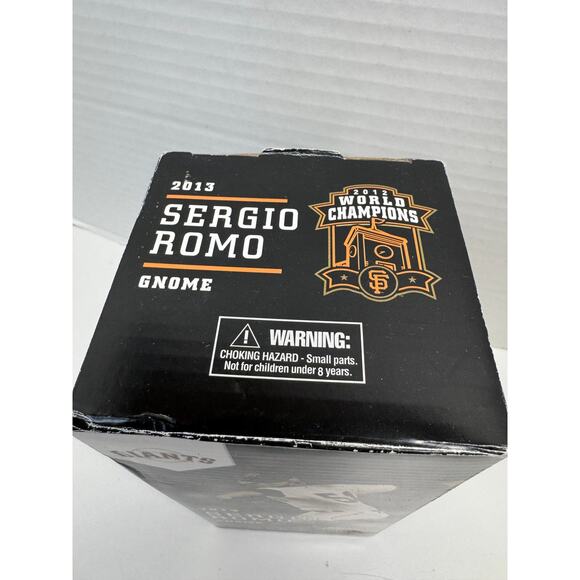 2013
SERGIO
ROMO
GNOME
2012
WORLD
CHAMPIONS
SF
WARNING:
CHOKING HAZARD - Small parts.
Not for children under 8 years.
GIANTS